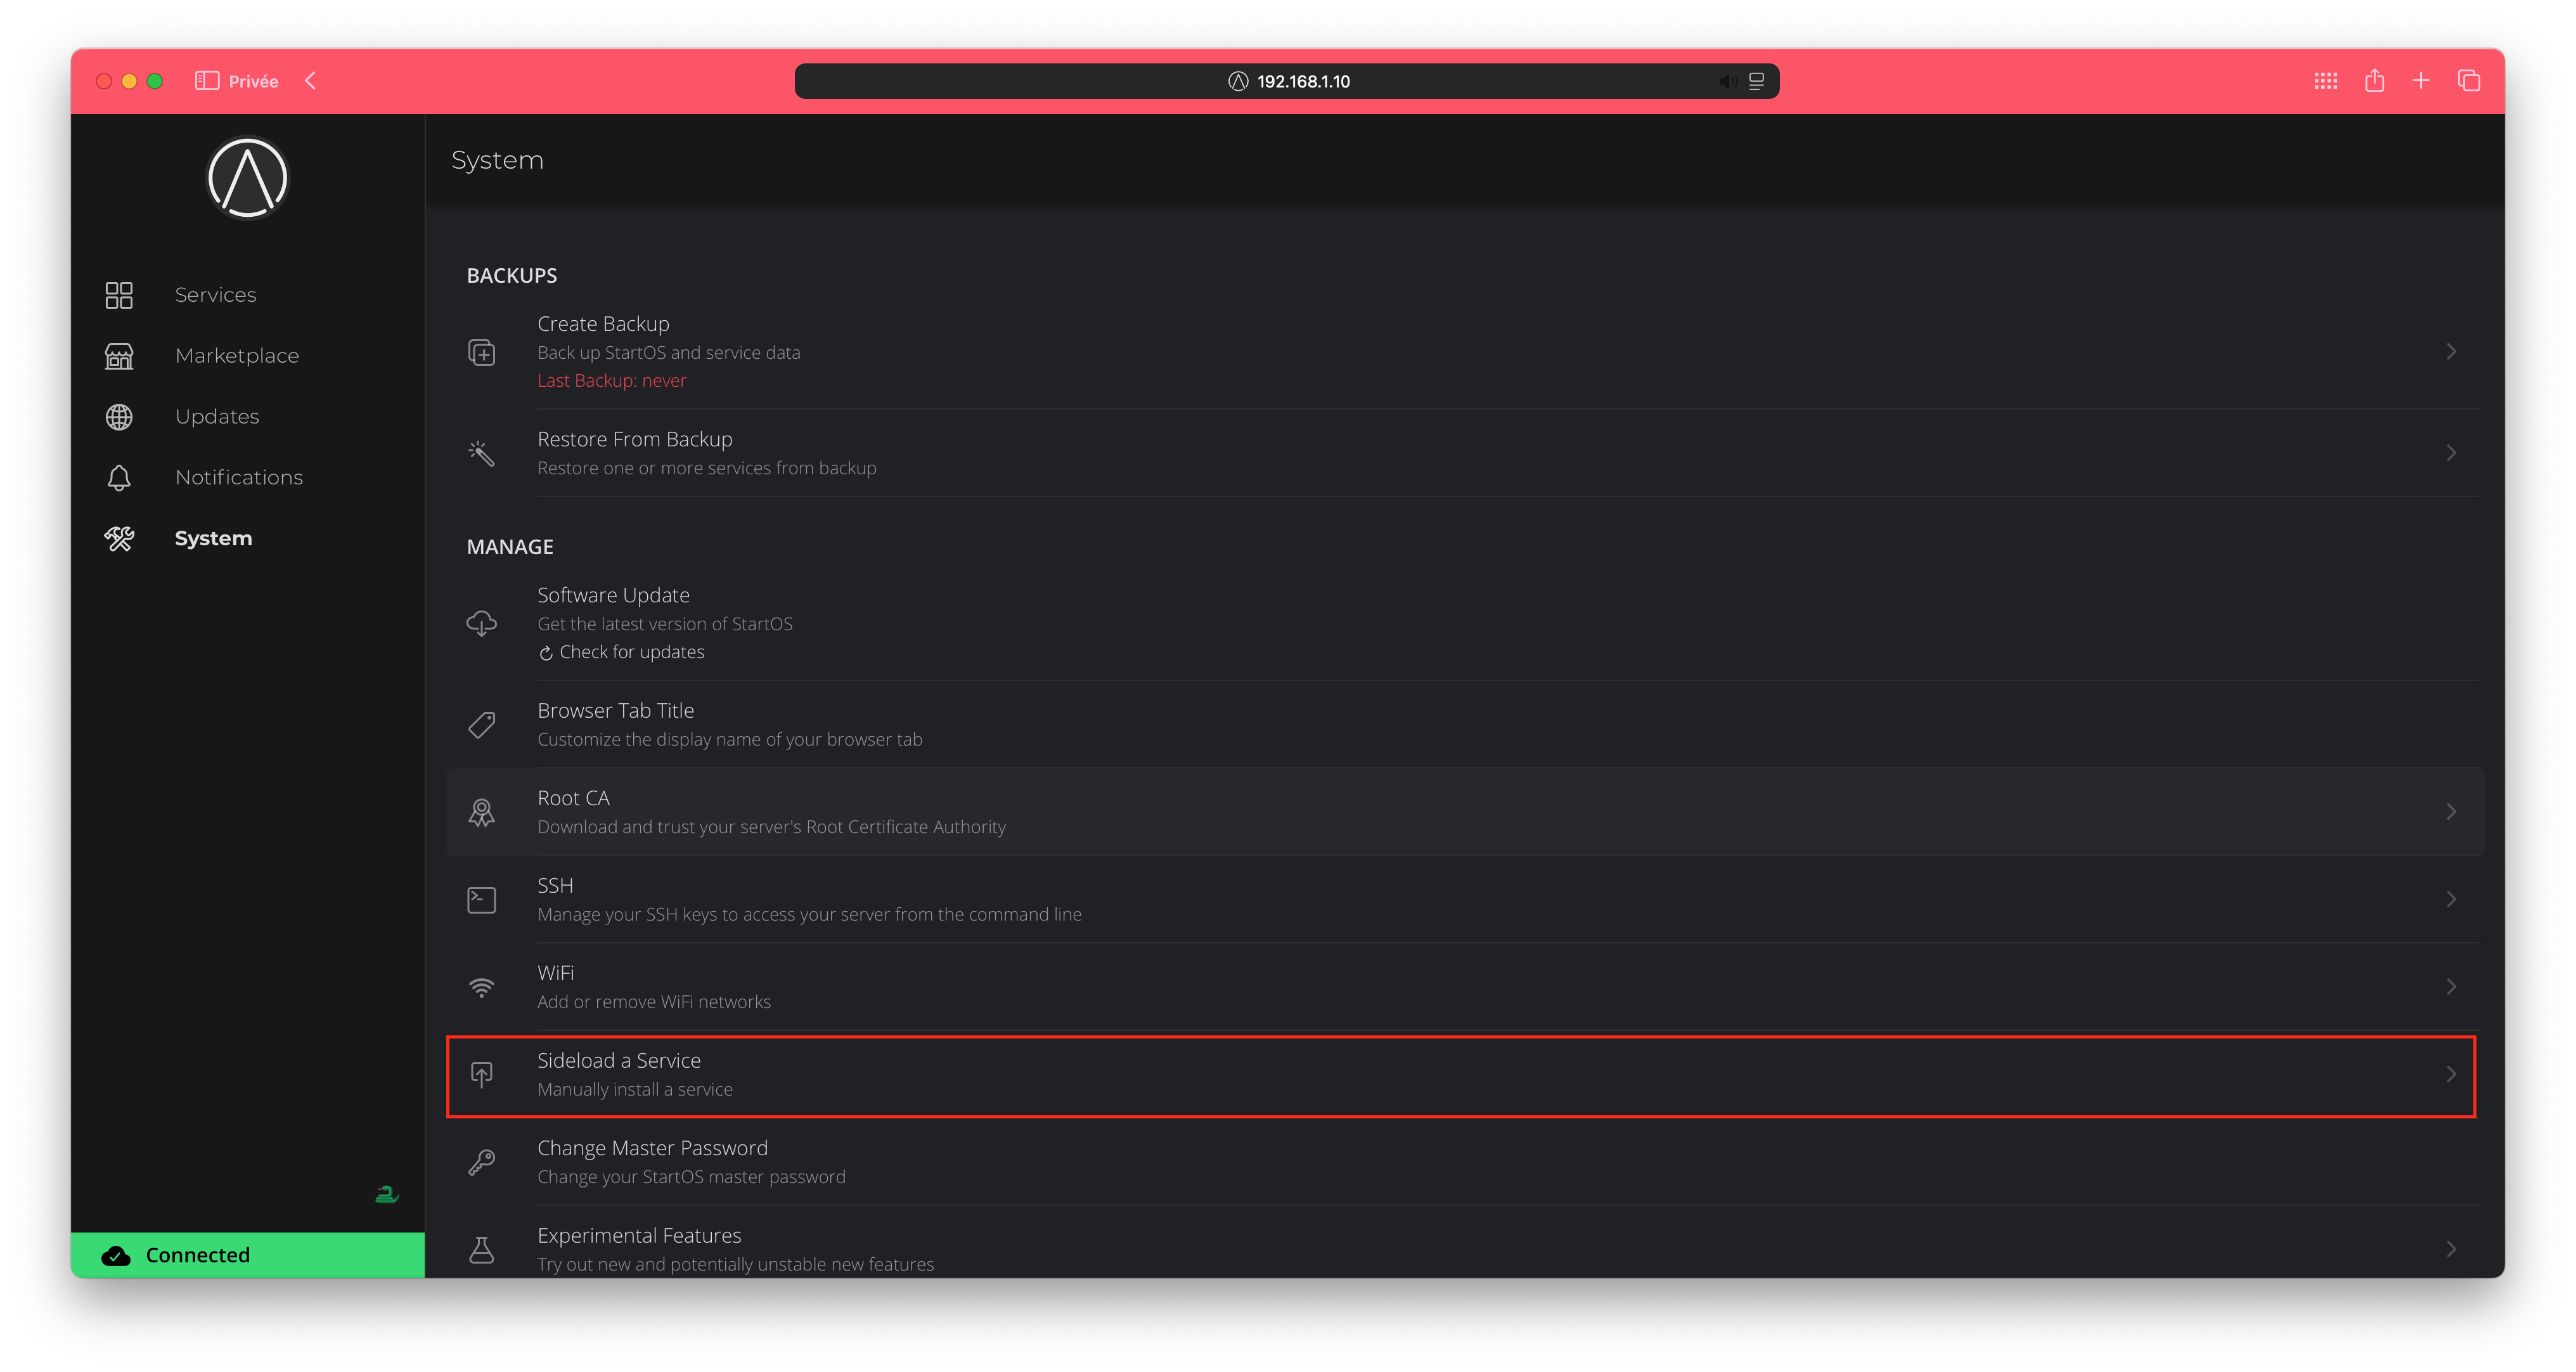 Privée
192.168.1.10
Services
Marketplace
Updates
Notifications
System
Connected
System
BACKUPS
Create Backup
Back up StartOS and service data
Last Backup: never
Restore From Backup
Restore one or more services from backup
MANAGE
Software Update
Get the latest version of StartOS
Check for updates
Browser Tab Title
Customize the display name of your browser tab
Root CA
Download and trust your server's Root Certificate Authority
SSH
Manage your SSH keys to access your server from the command line
WiFi
Add or remove WiFi networks
Sideload a Service
Manually install a service
Change Master Password
Change your StartOS master password
Experimental Features
Try out new and potentially unstable new features